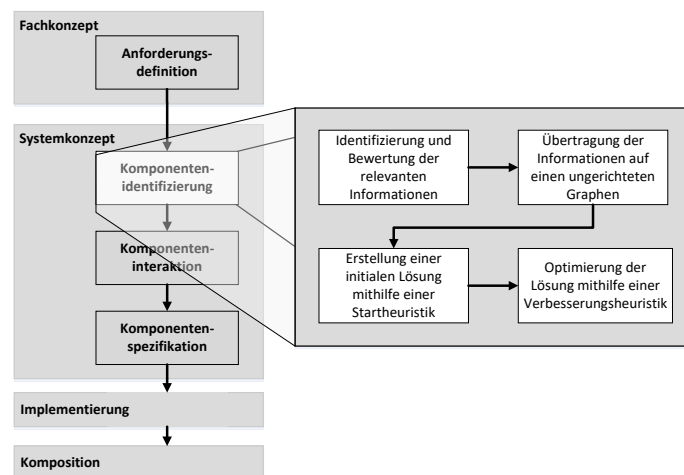 Fachkonzept
Anforderungs-
definition
Systemkonzept
Komponenten-
identifizierung
Komponenten-
interaktion
Komponenten-
spezifikation
Implementierung
Komposition
Identifizierung und
Bewertung der
relevanten
Informationen
Übertragung der
Informationen auf
einen ungerichteten
Graphen
Erstellung einer
initialen Lösung
mithilfe einer
Startheuristik
Optimierung der
Lösung mithilfe einer
Verbesserungsheuristik